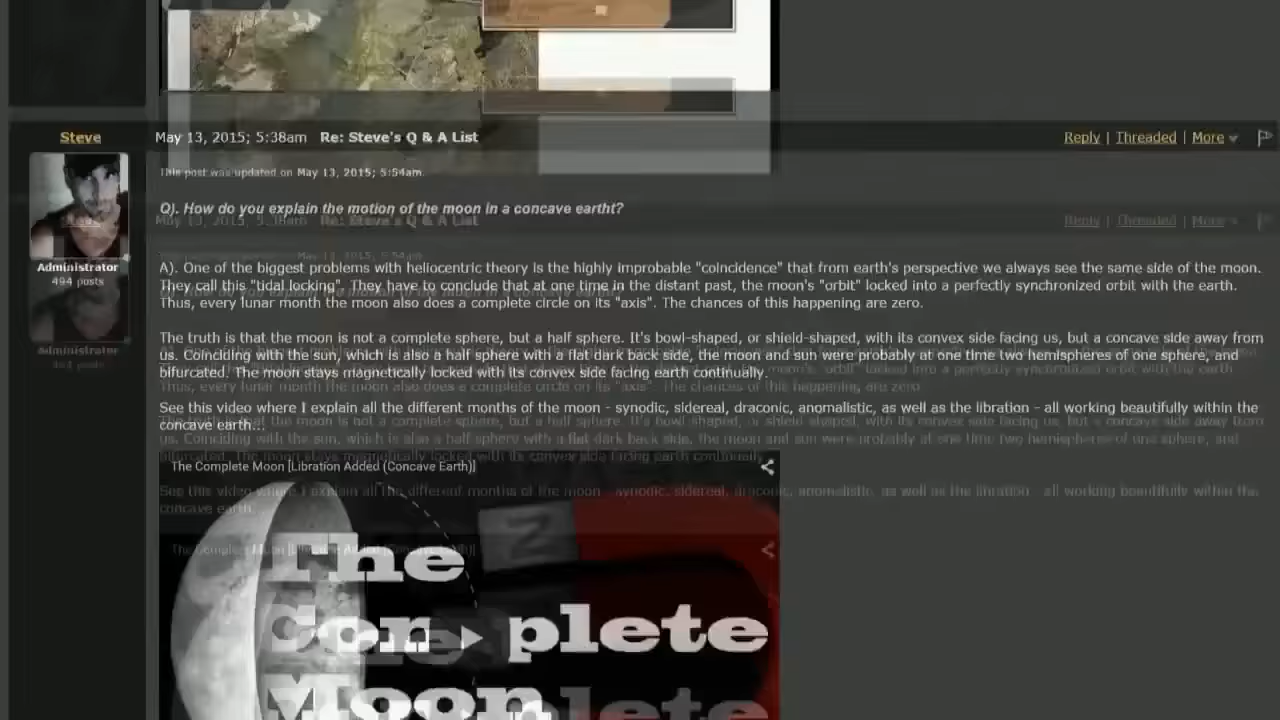 Steve
May 13, 2015; 5:38am Re: Steve's Q & A List
Reply | Threaded | More
This post was updated on May 13, 2015; 5:54am.
Q). How do you explain the motion of the moon in a concave eartht?
Administrator
494 posts
A). One of the biggest problems with heliocentric theory is the highly improbable "coincidence" that from earth's perspective we always see the same side of the moon.
They call this "tidal locking". They have to conclude that at one time in the distant past, the moon's "orbit" locked into a perfectly synchronized orbit with the earth.
Thus, every lunar month the moon also does a complete circle on its "axis". The chances of this happening are zero.
The truth is that the moon is not a complete sphere, but a half sphere. It's bowl-shaped, or shield-shaped, with its convex side facing us, but a concave side away from
us. Coinciding with the sun, which is also a half sphere with a flat dark back side, the moon and sun were probably at one time two hemispheres of one sphere, and
bifurcated. The moon stays magnetically locked with its convex side facing earth continually.
See this video where I explain all the different months of the moon - synodic, sidereal, draconic, anomalistic, as well as the libration - all working beautifully within the
concave earth...
The Complete Moon [Libration Added (Concave Earth)]
The
Complete
Moon